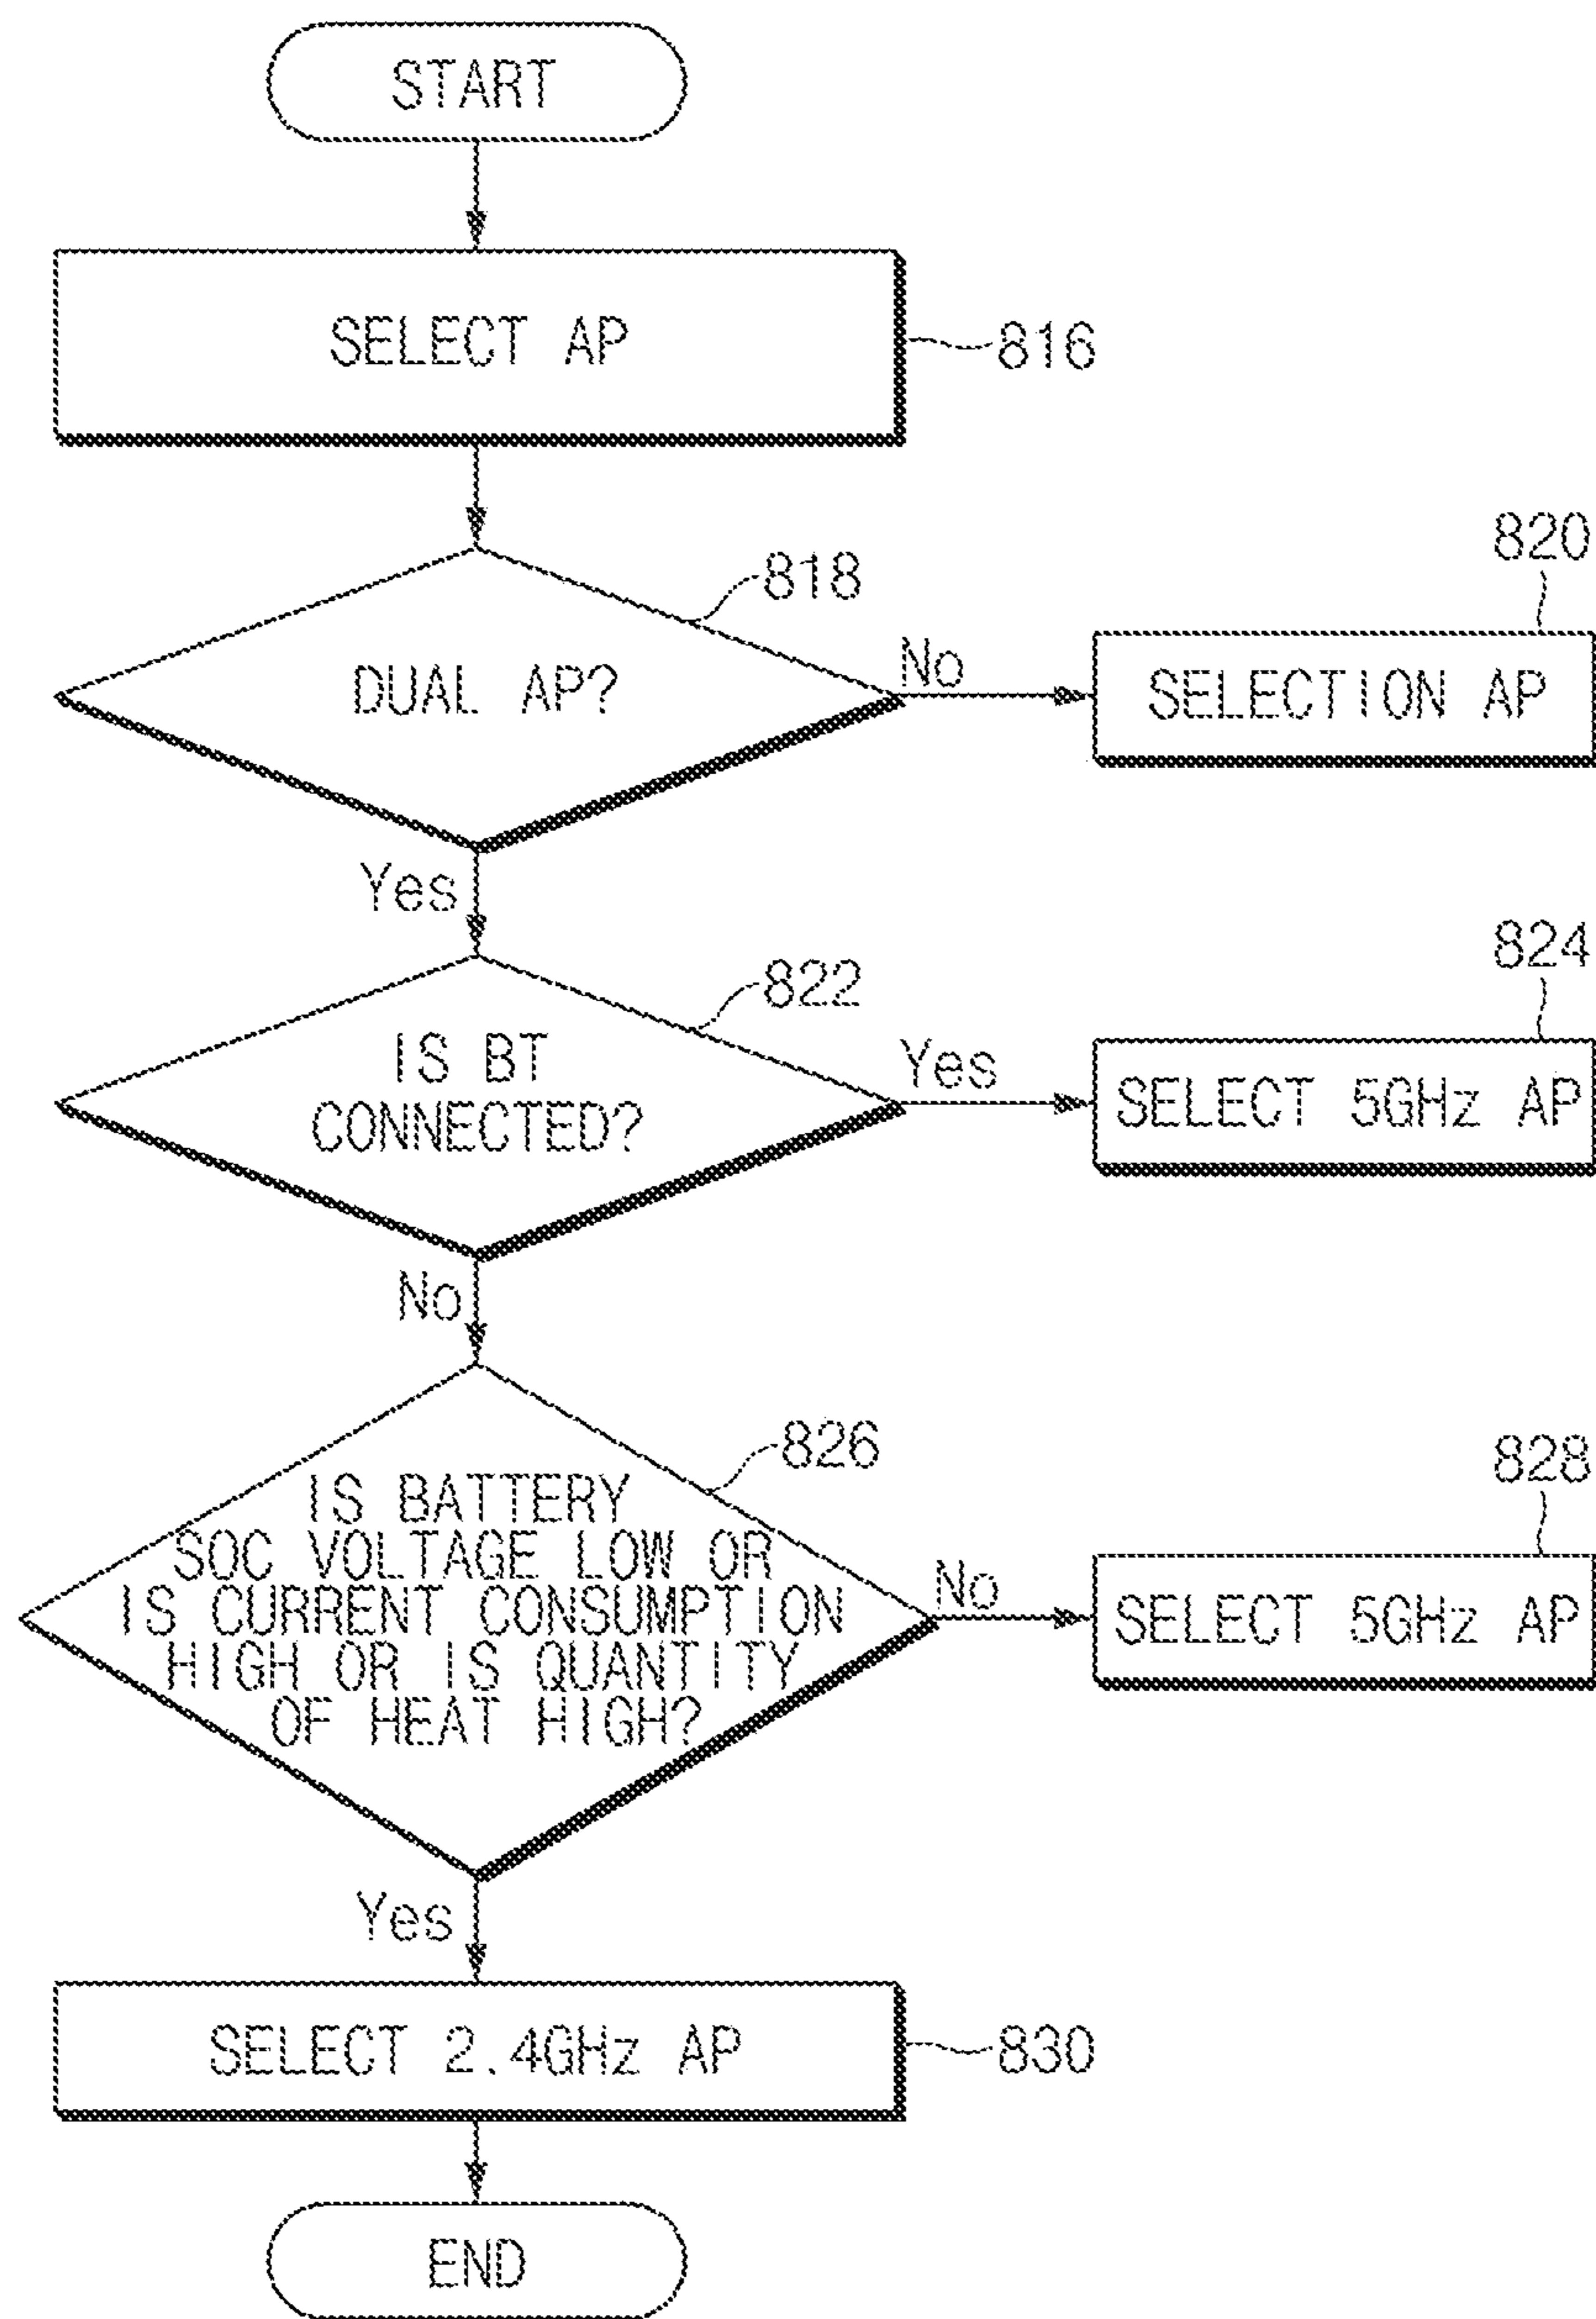 START
SELECT AP
816
818
820
DUAL AP?
No
SELECTION AP
Yes
822
824
IS BT
CONNECTED?
Yes
SELECT 5GHz AP
No
826
828
IS BATTERY
SOC VOLTAGE LOW OR
IS CURRENT CONSUMPTION
HIGH OR IS QUANTITY
OF HEAT HIGH?
No
SELECT 5GHz AP
Yes
SELECT 2.4GHz AP
830
END